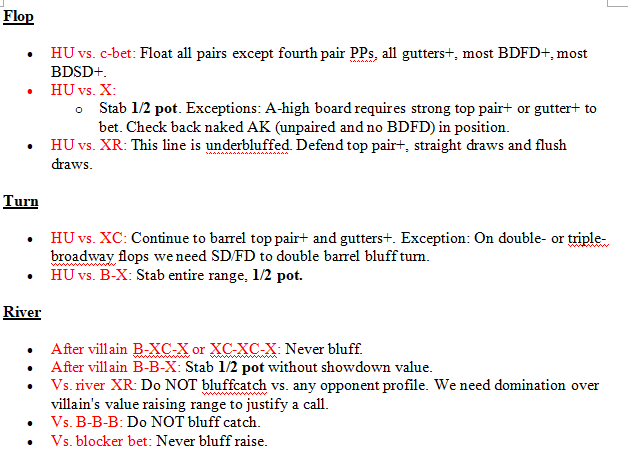 Flop
• HU vs. c-bet: Float all pairs except fourth pair PPs, all gutters+, most BDFD+, most
BDSD+.
• HU vs. X:
o Stab 1/2 pot. Exceptions: A-high board requires strong top pair+ or gutter+ to
bet. Check back naked AK (unpaired and no BDFD) in position.
• HU vs. XR: This line is underbluffed. Defend top pair+, straight draws and flush
draws.
Turn
• HU vs. XC: Continue to barrel top pair+ and gutters+. Exception: On double- or triple-
broadway flops we need SD/FD to double barrel bluff turn.
• HU vs. B-X: Stab entire range, 1/2 pot.
River
• After villain B-XC-X or XC-XC-X: Never bluff.
• After villain B-B-X: Stab 1/2 pot without showdown value.
• Vs. river XR: Do NOT bluffcatch vs. any opponent profile. We need domination over
villain's value raising range to justify a call.
• Vs. B-B-B: Do NOT bluff catch.
• Vs. blocker bet: Never bluff raise.